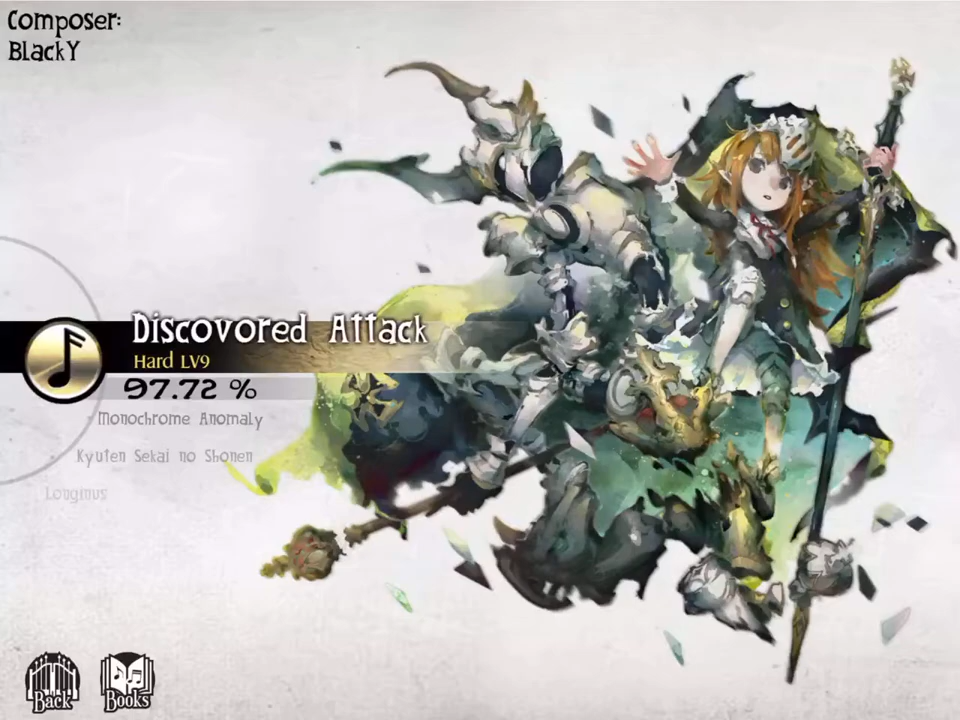 Composer:
BlackY
Discovored Attack
Hard LV9
97.72 %
Monochrome Anomaly
Kyuten Sekai no Shonen
Longinus
Back
Books